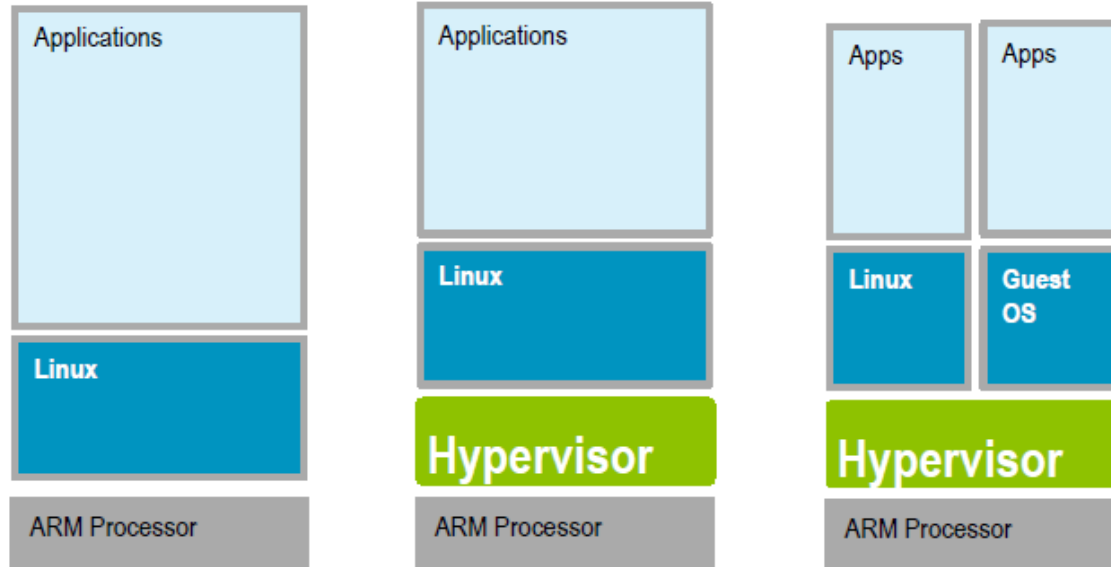 Applications
Linux
ARM Processor
Applications
Linux
Hypervisor
ARM Processor
Apps
Apps
Linux
Guest
OS
Hypervisor
ARM Processor